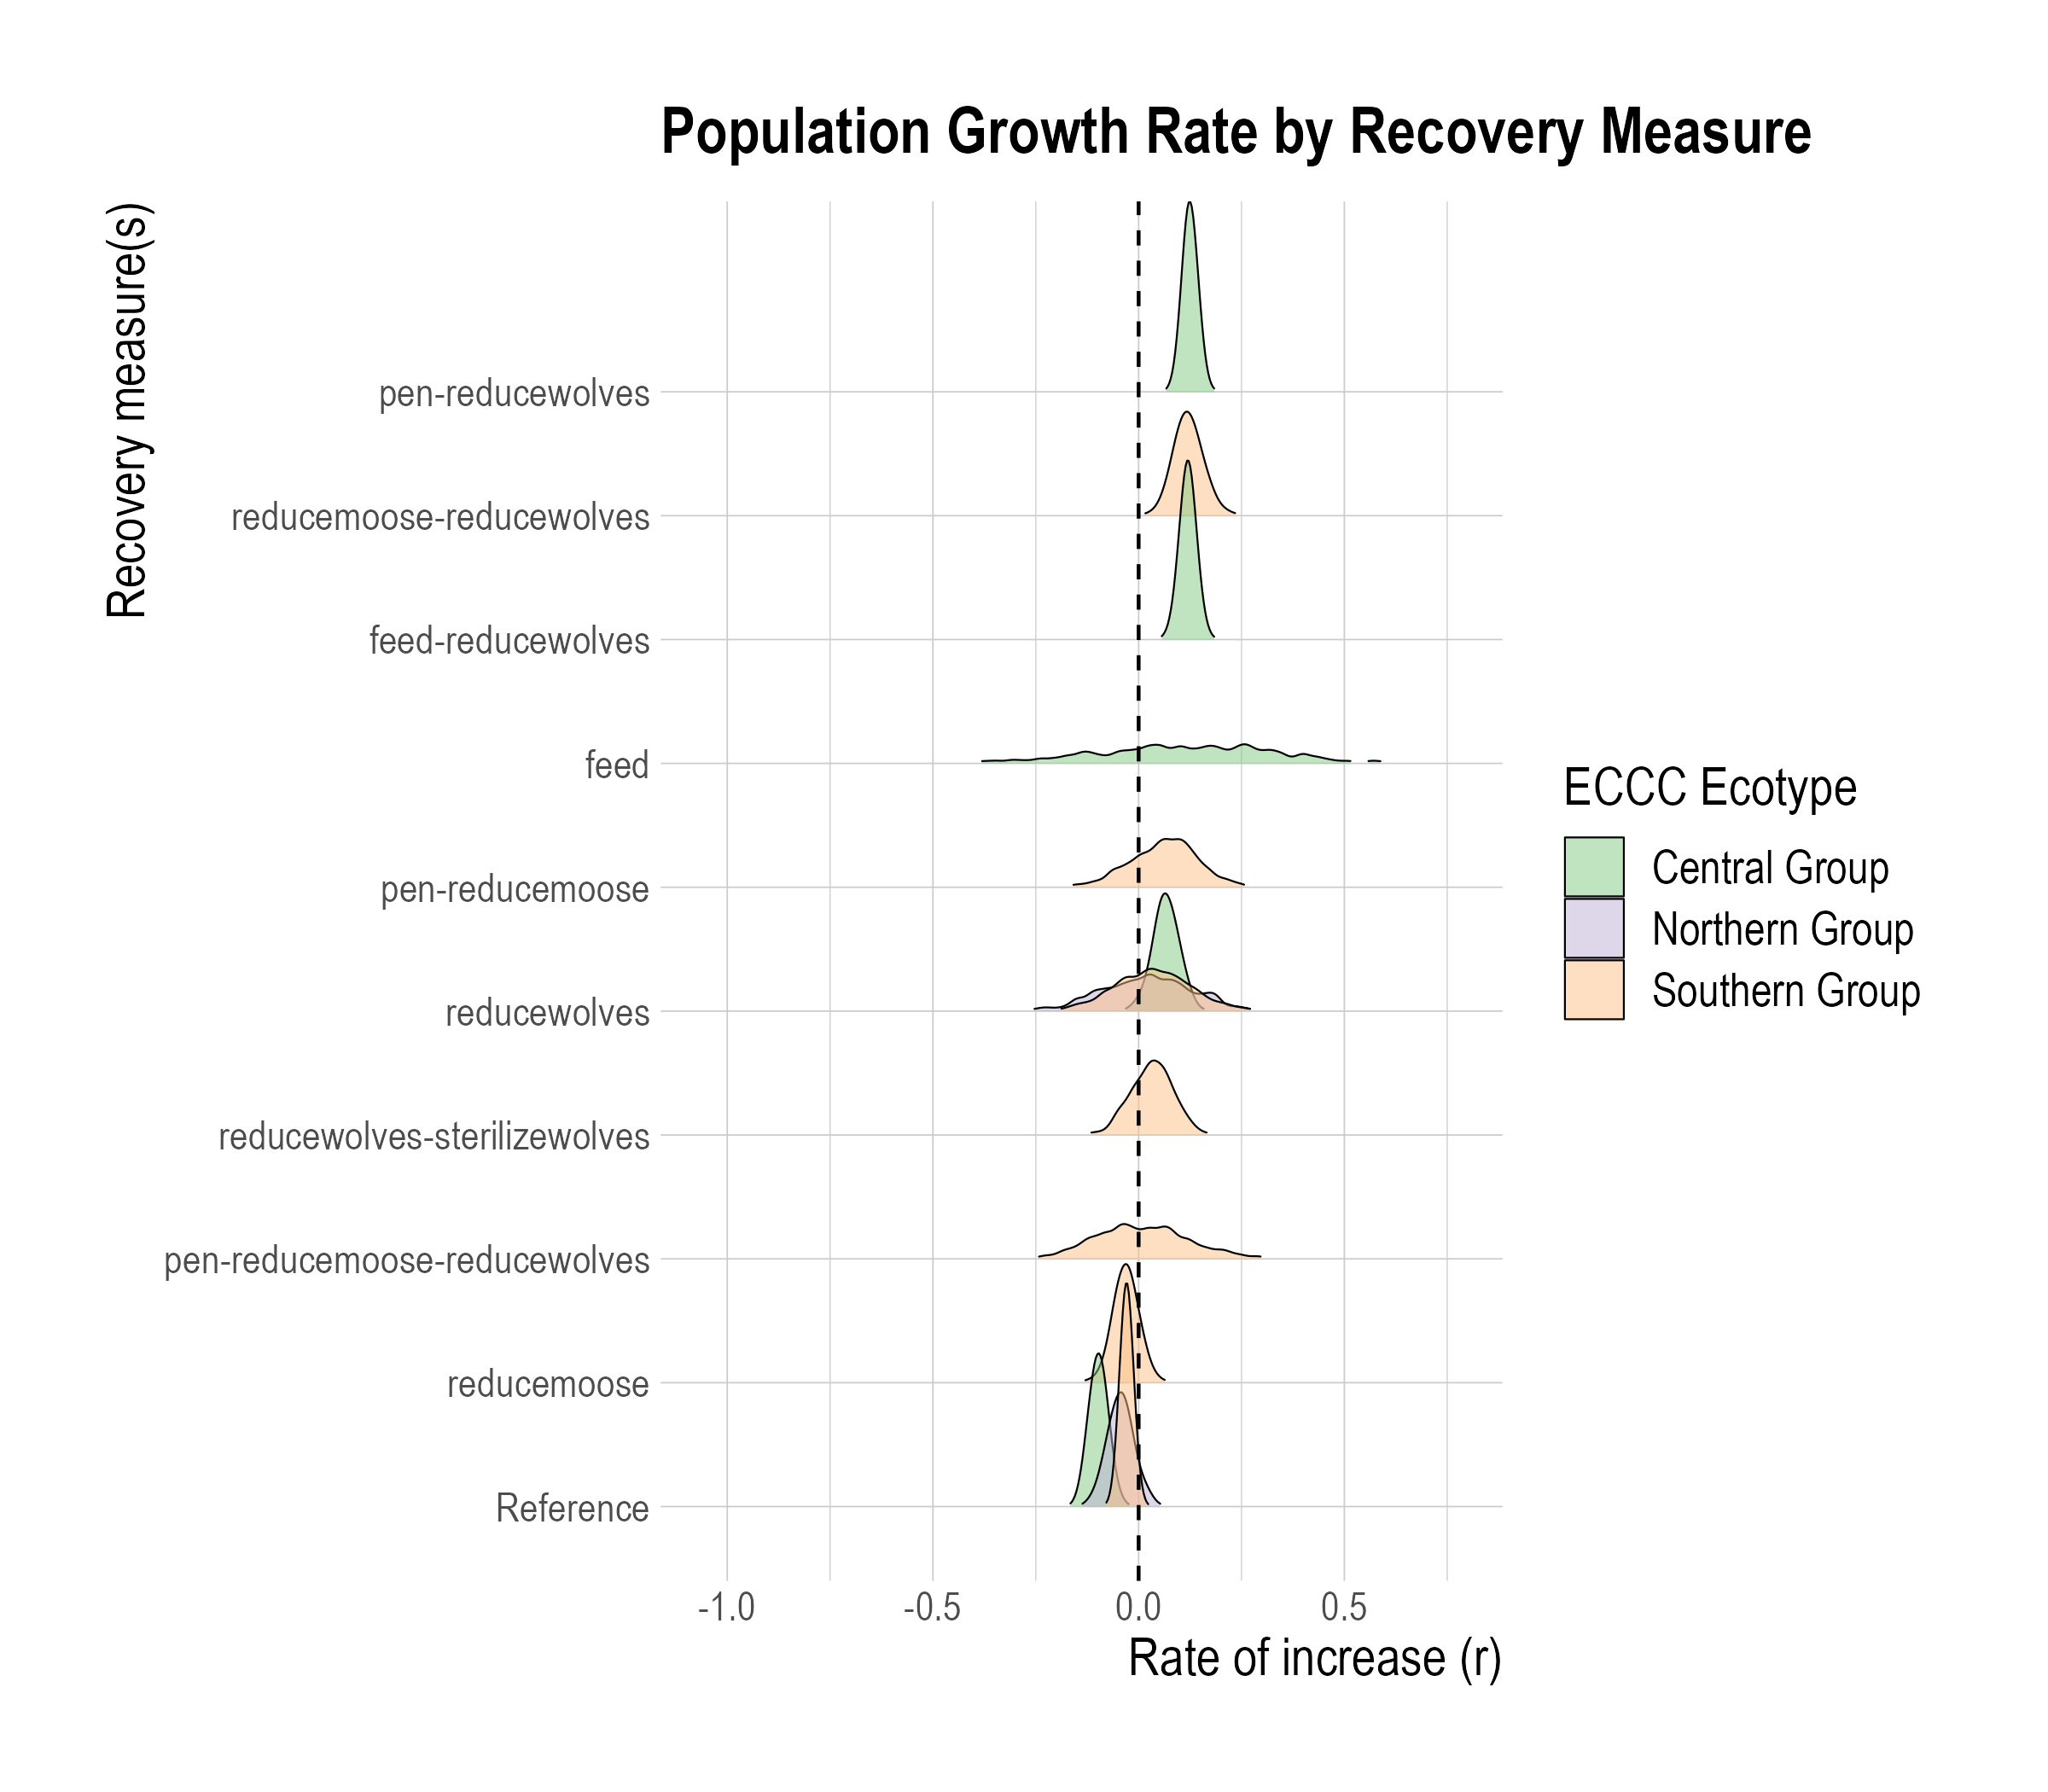 Population Growth Rate by Recovery Measure
Recovery measure(s)
pen-reducewolves
reducemoose-reducewolves
feed-reducewolves
feed
pen-reducemoose
reducewolves
reducewolves-sterilizewolves
pen-reducemoose-reducewolves
reducemoose
Reference
-1.0
-0.5
0.0
0.5
Rate of increase (r)
ECCC Ecotype
Central Group
Northern Group
Southern Group